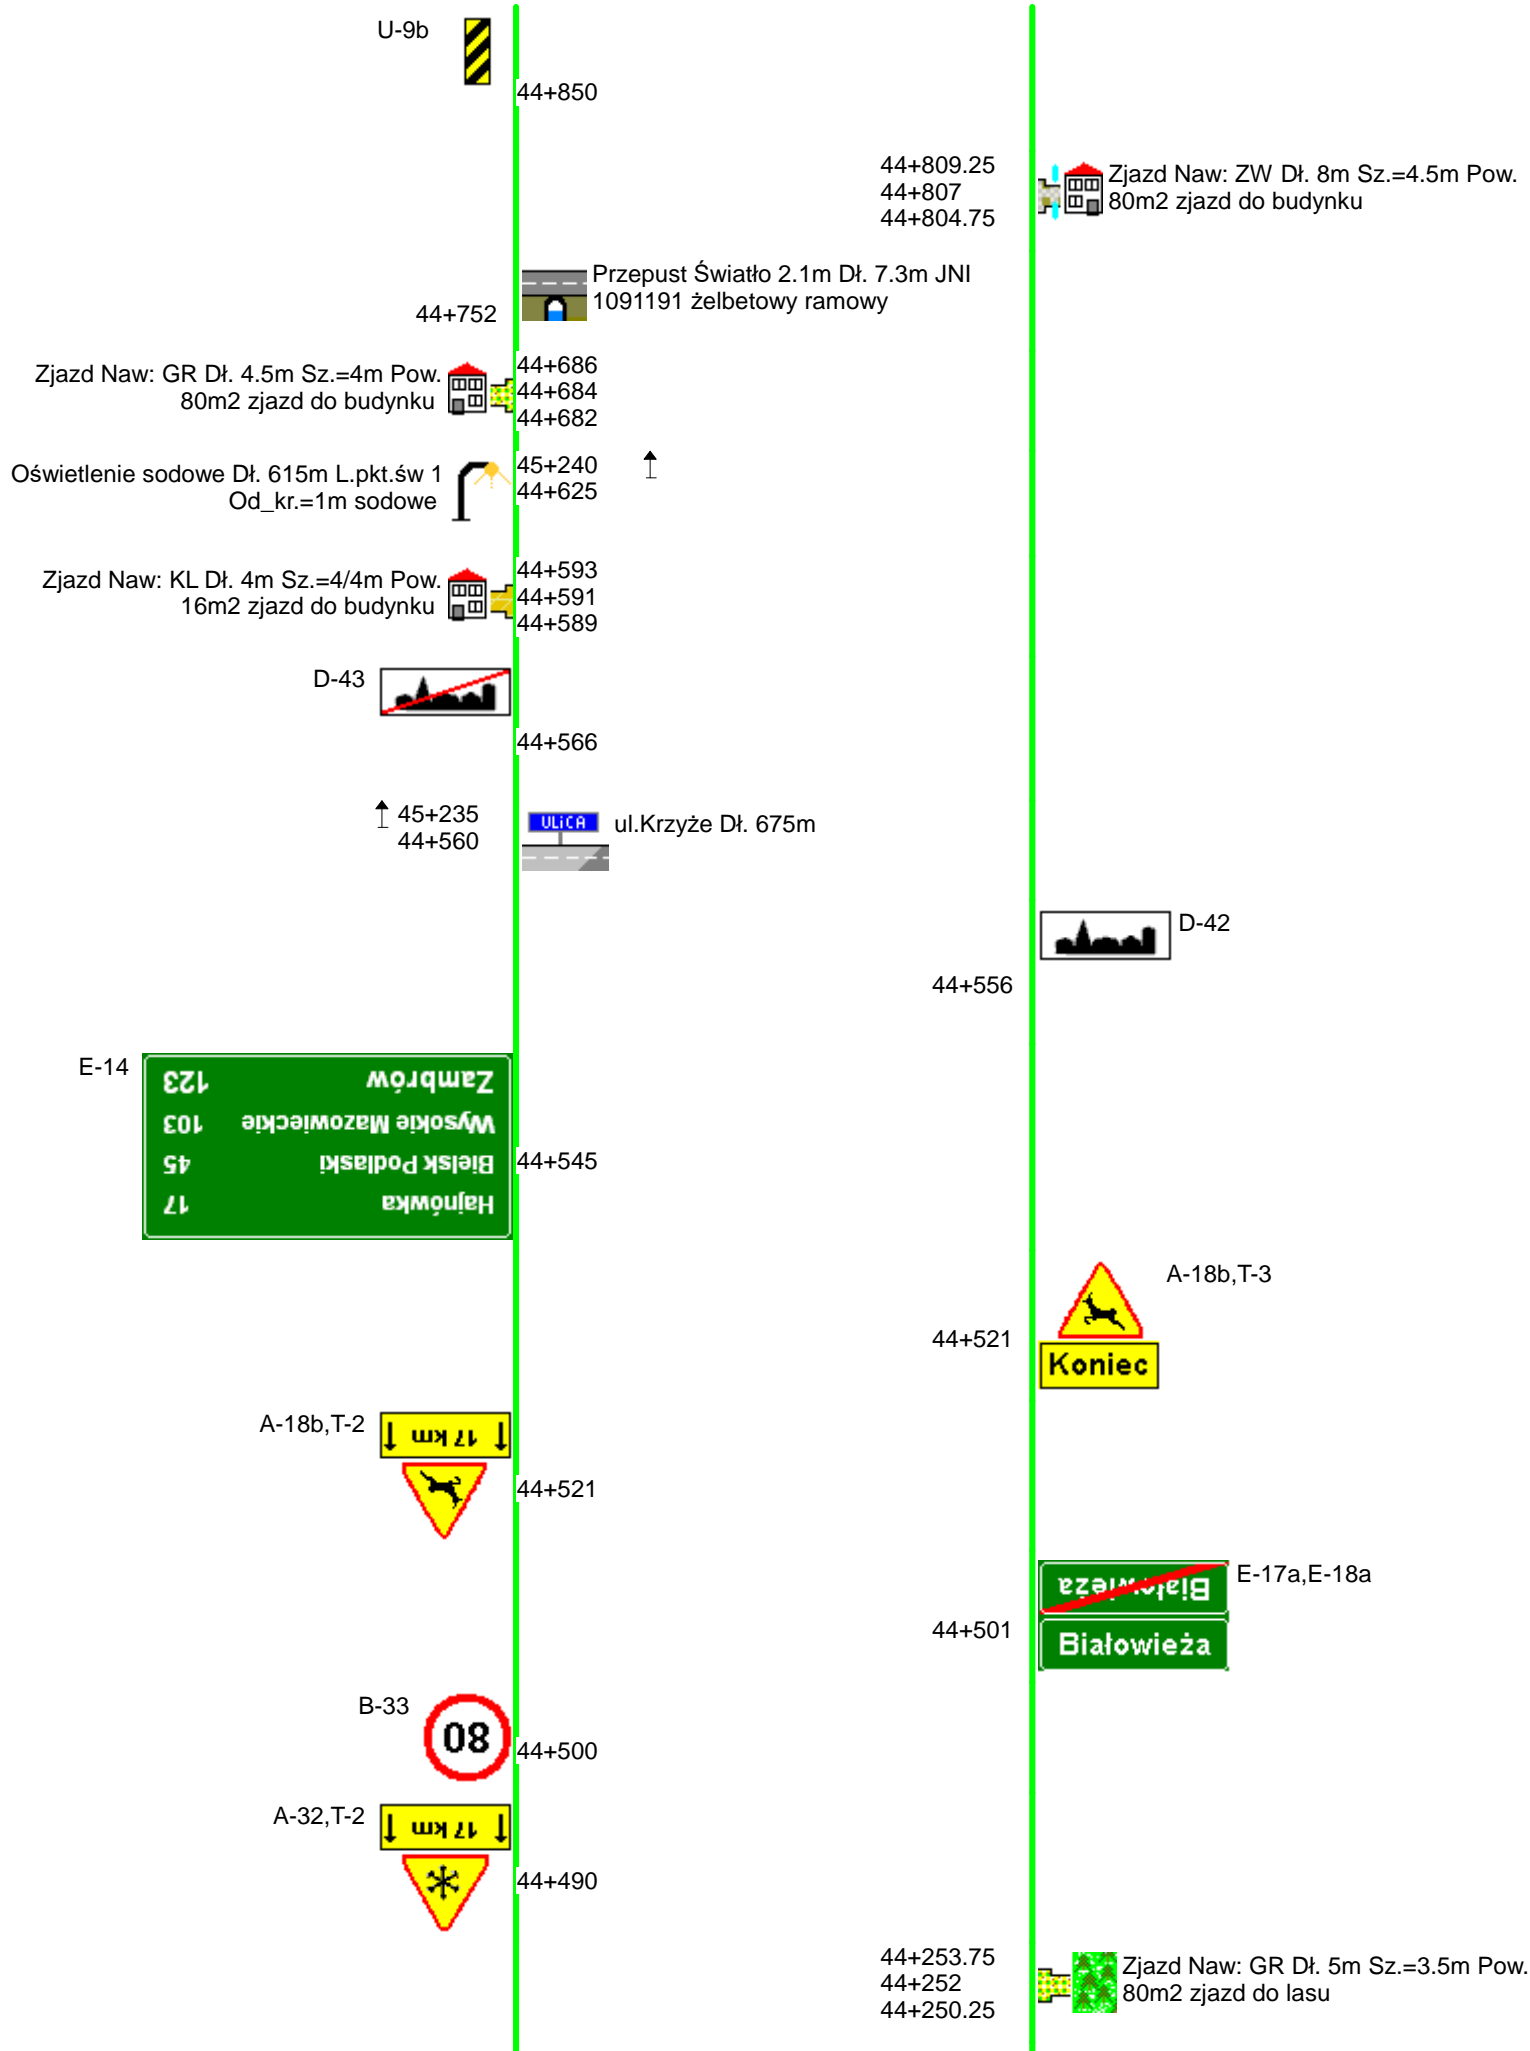 U-9b
44+850
44+809.25
44+807
44+804.75
Zjazd Naw: ZW Dł. 8m Sz.=4.5m Pow.
80m2 zjazd do budynku
Przepust Światło 2.1m Dł. 7.3m JNI
1091191 żelbetowy ramowy
44+752
Zjazd Naw: GR Dł. 4.5m Sz.=4m Pow.
80m2 zjazd do budynku
44+686
44+684
44+682
Oświetlenie sodowe Dł. 615m L.pkt.św 1
Od_kr.=1m sodowe
45+240
44+625
Zjazd Naw: KL Dł. 4m Sz.=4/4m Pow.
16m2 zjazd do budynku
44+593
44+591
44+589
D-43
44+566
45+235
44+560
ULiCA
ul.Krzyże Dł. 675m
D-42
44+556
E-14
Zambrów 123
Wysokie Mazowieckie 103
Bielsk Podlaski 45
Hajnówka 17
44+545
A-18b,T-3
44+521
Koniec
A-18b,T-2
17 km
44+521
Białowieża
E-17a,E-18a
44+501
Białowieża
B-33
80
44+500
A-32,T-2
17 km
44+490
44+253.75
44+252
44+250.25
Zjazd Naw: GR Dł. 5m Sz.=3.5m Pow.
80m2 zjazd do lasu